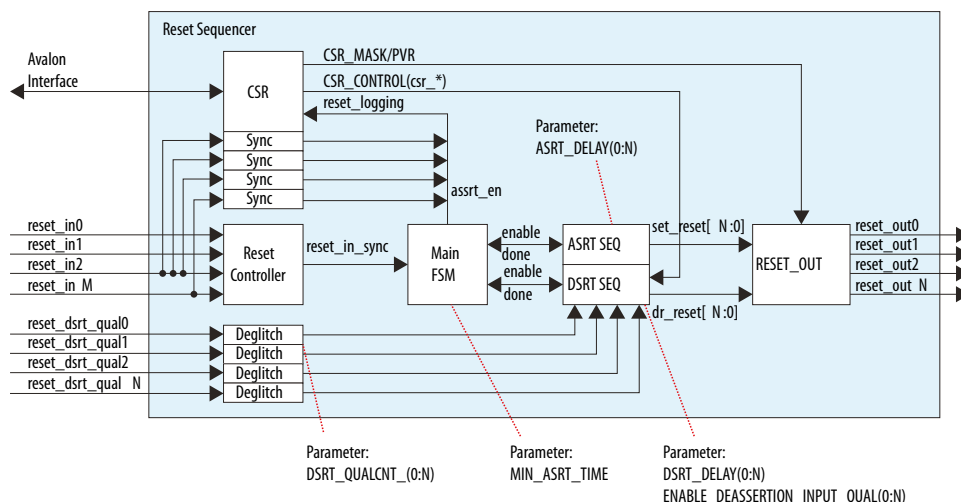 Reset Sequencer
Avalon
Interface
CSR
CSR_MASK/PVR
CSR_CONTROL(csr_*)
reset_logging
Sync
Sync
Sync
Sync
Parameter:
ASRT_DELAY(0:N)
assrt_en
reset_in0
reset_in1
reset_in2
reset_in M
Reset
Controller
reset_in_sync
Main
FSM
enable
done
enable
done
ASRT SEQ
DSRT SEQ
set_reset[ N:0]
dr_reset[ N:0]
RESET_OUT
reset_out0
reset_out1
reset_out2
reset_out N
reset_dsrt_qual0
reset_dsrt_qual1
reset_dsrt_qual2
reset_dsrt_qual N
Deglitch
Deglitch
Deglitch
Deglitch
Parameter:
DSRT_QUALCNT_(0:N)
Parameter:
MIN_ASRT_TIME
Parameter:
DSRT_DELAY(0:N)
ENABLE_DEASSERTION_INPUT_QUAL(0:N)